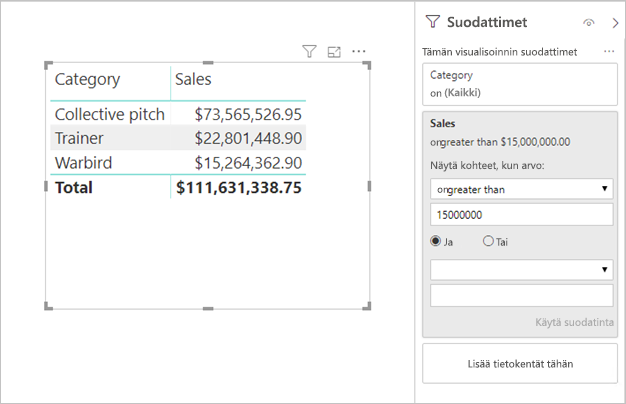 Category Sales
Collective pitch $73,565,526.95
Trainer $22,801,448.90
Warbird $15,264,362.90
Total $111,631,338.75
Suodattimet
Tämän visualisoinnin suodattimet
Category
on (Kaikki)
Sales
orgreater than $15,000,000.00
Näytä kohteet, kun arvo:
orgreater than
15000000
Ja Tai
Käytä suodatinta
Lisää tietokentät tähän